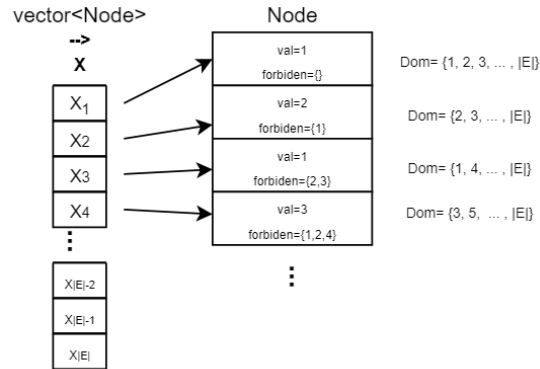 vector<Node>
-->
X
Node
X1
X2
X3
X4
⋮
X|E|-2
X|E|-1
X|E|
val=1
forbiden={}
val=2
forbiden={1}
val=1
forbiden={2,3}
val=3
forbiden={1,2,4}
⋮
Dom= {1, 2, 3, ... , |E|}
Dom= {2, 3, ... , |E|}
Dom= {1, 4, ... , |E|}
Dom= {3, 5, ... , |E|}